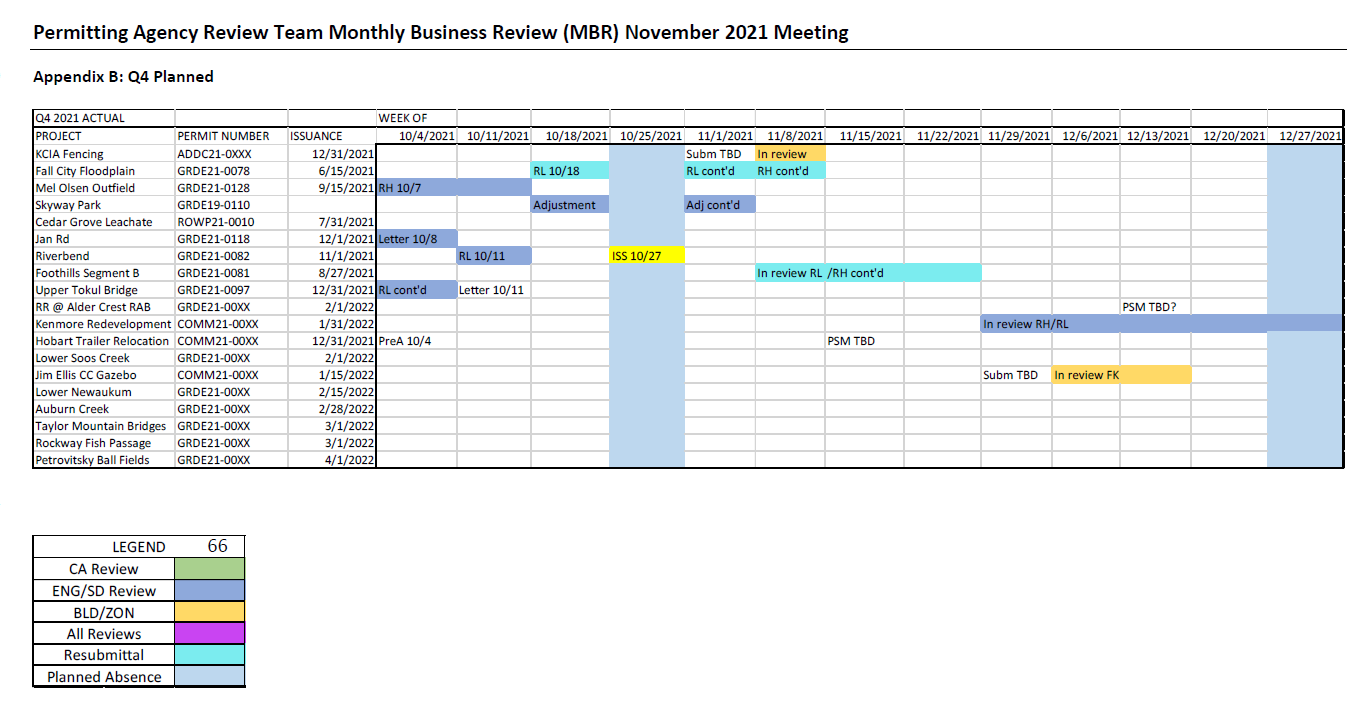 Permitting Agency Review Team Monthly Business Review (MBR) November 2021 Meeting
Appendix B: Q4 Planned
Q4 2021 ACTUAL WEEK OF
PROJECT PERMIT NUMBER ISSUANCE 10/4/2021 10/11/2021 10/18/2021 10/25/2021 11/1/2021 11/8/2021 11/15/2021 11/22/2021 11/29/2021 12/6/2021 12/13/2021 12/20/2021 12/27/2021
KCIA Fencing ADDC21-0XXX 12/31/2021 Subm TBD In review
Fall City Floodplain GRDE21-0078 6/15/2021 RL 10/18 RL cont'd RH cont'd
Mel Olsen Outfield GRDE21-0128 9/15/2021 RH 10/7
Skyway Park GRDE19-0110 Adjustment Adj cont'd
Cedar Grove Leachate ROWP21-0010 7/31/2021
Jan Rd GRDE21-0118 12/1/2021 Letter 10/8
Riverbend GRDE21-0082 11/1/2021 RL 10/11 ISS 10/27
Foothills Segment B GRDE21-0081 8/27/2021 In review RL /RH cont'd
Upper Tokul Bridge GRDE21-0097 12/31/2021 RL cont'd Letter 10/11
RR @ Alder Crest RAB GRDE21-00XX 2/1/2022 PSM TBD?
Kenmore Redevelopment COMM21-00XX 1/31/2022 In review RH/RL
Hobart Trailer Relocation COMM21-00XX 12/31/2021 PreA 10/4 PSM TBD
Lower Soos Creek GRDE21-00XX 2/1/2022
Jim Ellis CC Gazebo COMM21-00XX 1/15/2022 Subm TBD In review FK
Lower Newaukum GRDE21-00XX 2/15/2022
Auburn Creek GRDE21-00XX 2/28/2022
Taylor Mountain Bridges GRDE21-00XX 3/1/2022
Rockway Fish Passage GRDE21-00XX 3/1/2022
Petrovitsky Ball Fields GRDE21-00XX 4/1/2022
LEGEND 66
CA Review
ENG/SD Review
BLD/ZON
All Reviews
Resubmittal
Planned Absence